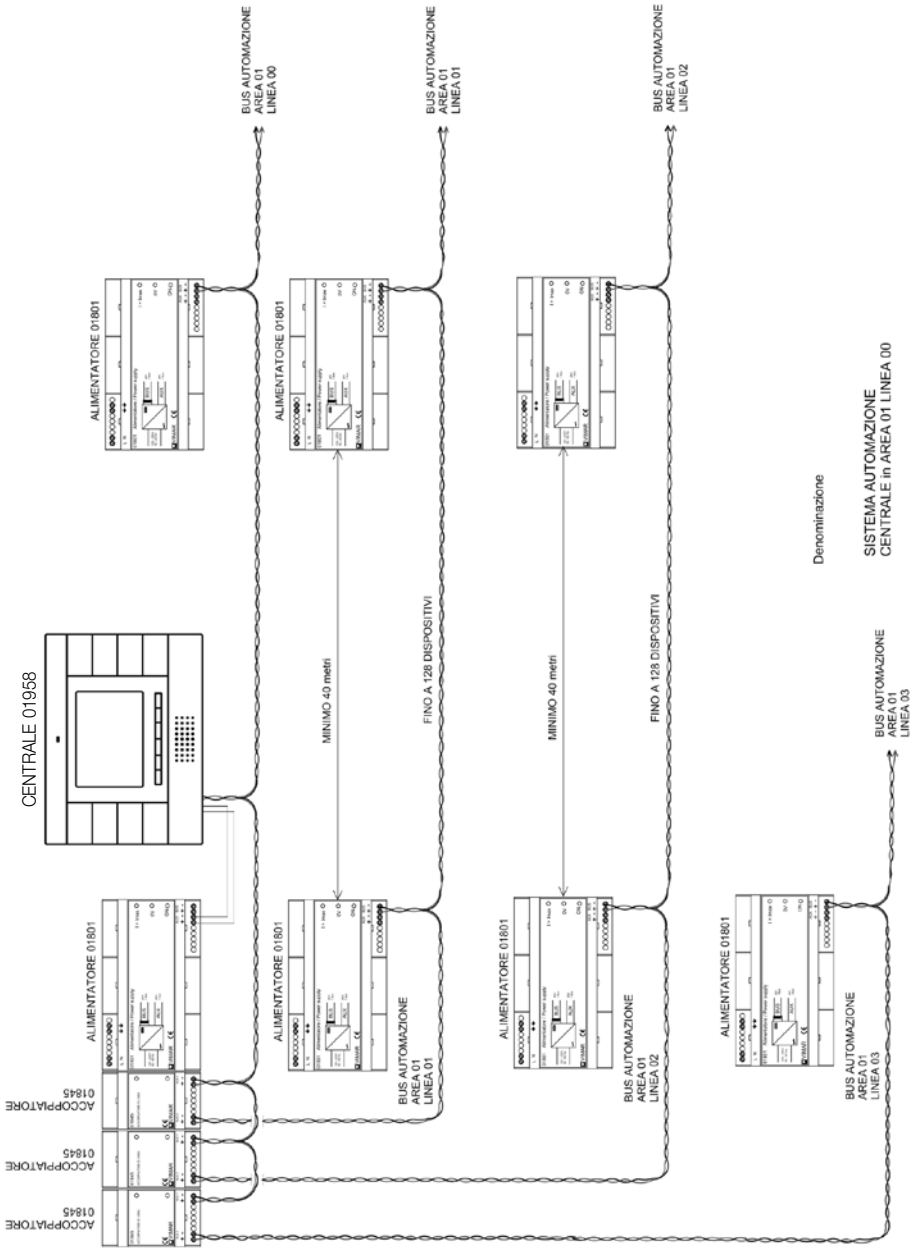 CENTRALE 01958
ACCOPPIATORE
01845
ACCOPPIATORE
01845
ACCOPPIATORE
01845
ALIMENTATORE 01801
ALIMENTATORE 01801
BUS AUTOMAZIONE
AREA 01
LINEA 00
ALIMENTATORE 01801
MINIMO 40 metri
ALIMENTATORE 01801
BUS AUTOMAZIONE
AREA 01
LINEA 01
FINO A 128 DISPOSITIVI
BUS AUTOMAZIONE
AREA 01
LINEA 01
ALIMENTATORE 01801
MINIMO 40 metri
ALIMENTATORE 01801
BUS AUTOMAZIONE
AREA 01
LINEA 02
FINO A 128 DISPOSITIVI
BUS AUTOMAZIONE
AREA 01
LINEA 02
ALIMENTATORE 01801
BUS AUTOMAZIONE
AREA 01
LINEA 03
BUS AUTOMAZIONE
AREA 01
LINEA 03
Denominazione
SISTEMA AUTOMAZIONE
CENTRALE in AREA 01 LINEA 00